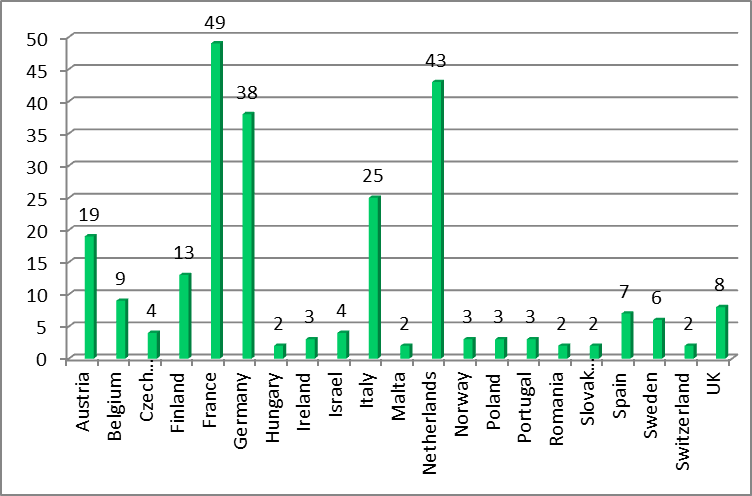 50
45
40
35
30
25
20
15
10
5
0
19
9
4
13
49
38
2
3
4
25
2
43
3
3
3
2
2
7
6
2
8
Austria
Belgium
Czech...
Finland
France
Germany
Hungary
Ireland
Israel
Italy
Malta
Netherlands
Norway
Poland
Portugal
Romania
Slovak...
Spain
Sweden
Switzerland
UK